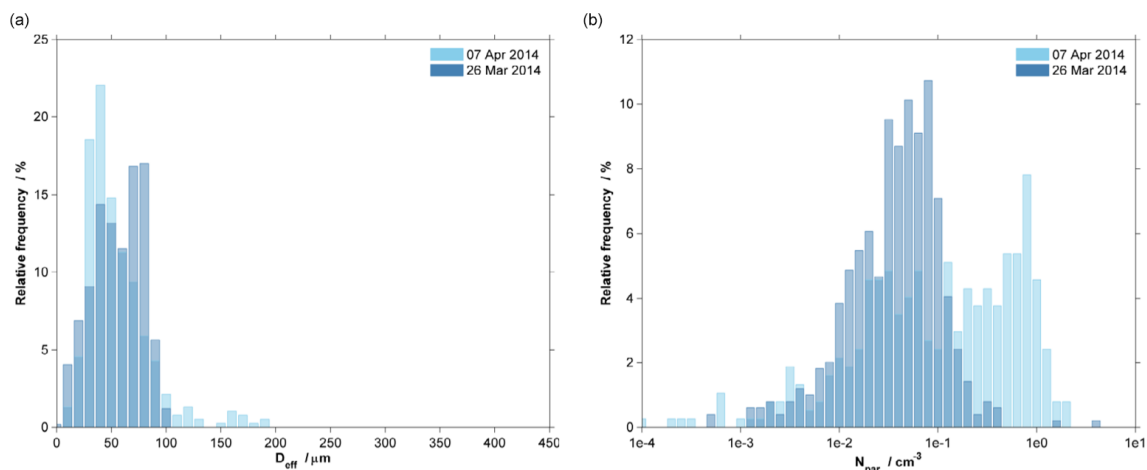 (a)
25
20
15
10
5
0
Relative frequency / %
07 Apr 2014
26 Mar 2014
0 50 100 150 200 250 300 350 400 450
D_eff / μm
(b)
12
10
8
6
4
2
0
Relative frequency / %
07 Apr 2014
26 Mar 2014
1e-4 1e-3 1e-2 1e-1 1e0 1e1
N_par / cm⁻³